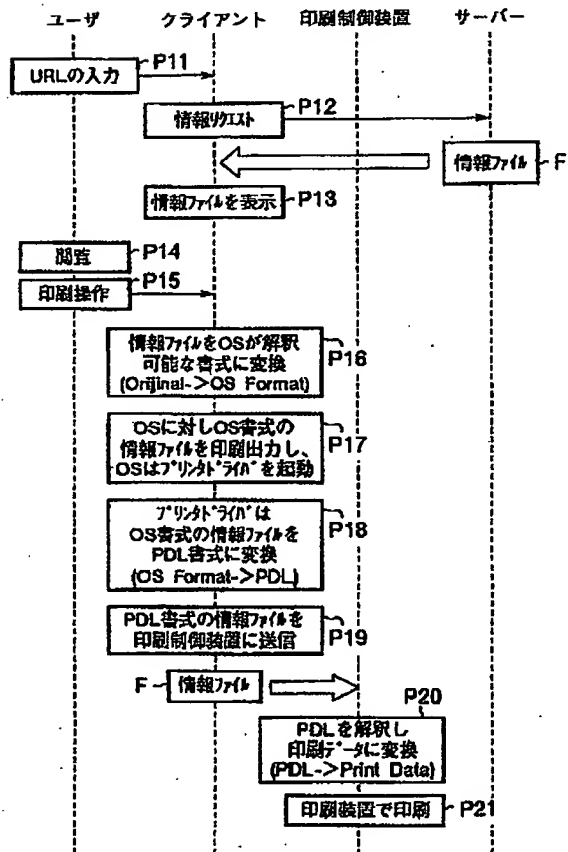 ユーザ クライアント 印刷制御装置 サーバー
URLの入力 P11
情報リクエスト P12
情報ファイル F
情報ファイルを表示 P13
閲覧 P14
印刷操作 P15
情報ファイルをOSが解釈
可能な書式に変換
(Orijinal->OS Format)
P16
OSに対しOS書式の
情報ファイルを印刷出力し、
OSはプリンタドライバを起動
P17
プリンタドライバは
OS書式の情報ファイルを
PDL書式に変換
(OS Format->PDL)
P18
PDL書式の情報ファイルを
印刷制御装置に送信
P19
F 情報ファイル
P20
PDLを解釈し
印刷データに変換
(PDL->Print Data)
印刷装置で印刷 P21